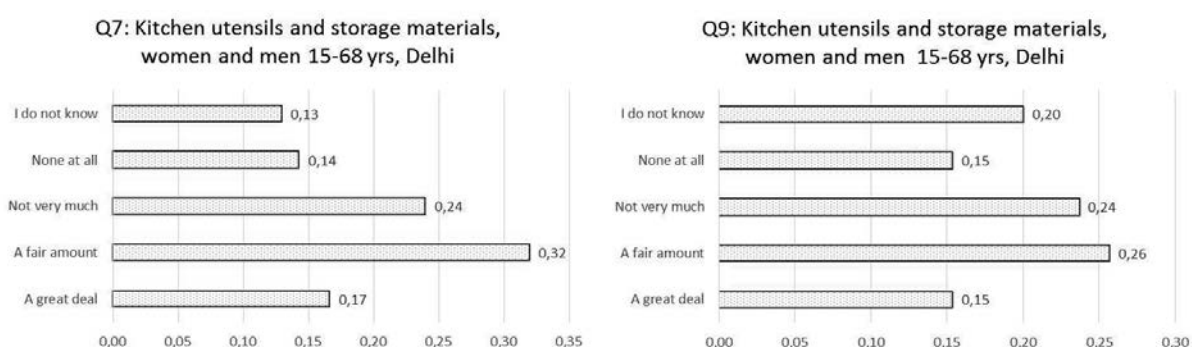 Q7: Kitchen utensils and storage materials,
women and men 15-68 yrs, Delhi
I do not know
0,13
None at all
0,14
Not very much
0,24
A fair amount
0,32
A great deal
0,17
0,00 0,05 0,10 0,15 0,20 0,25 0,30 0,35
Q9: Kitchen utensils and storage materials,
women and men 15-68 yrs, Delhi
I do not know
0,20
None at all
0,15
Not very much
0,24
A fair amount
0,26
A great deal
0,15
0,00 0,05 0,10 0,15 0,20 0,25 0,30